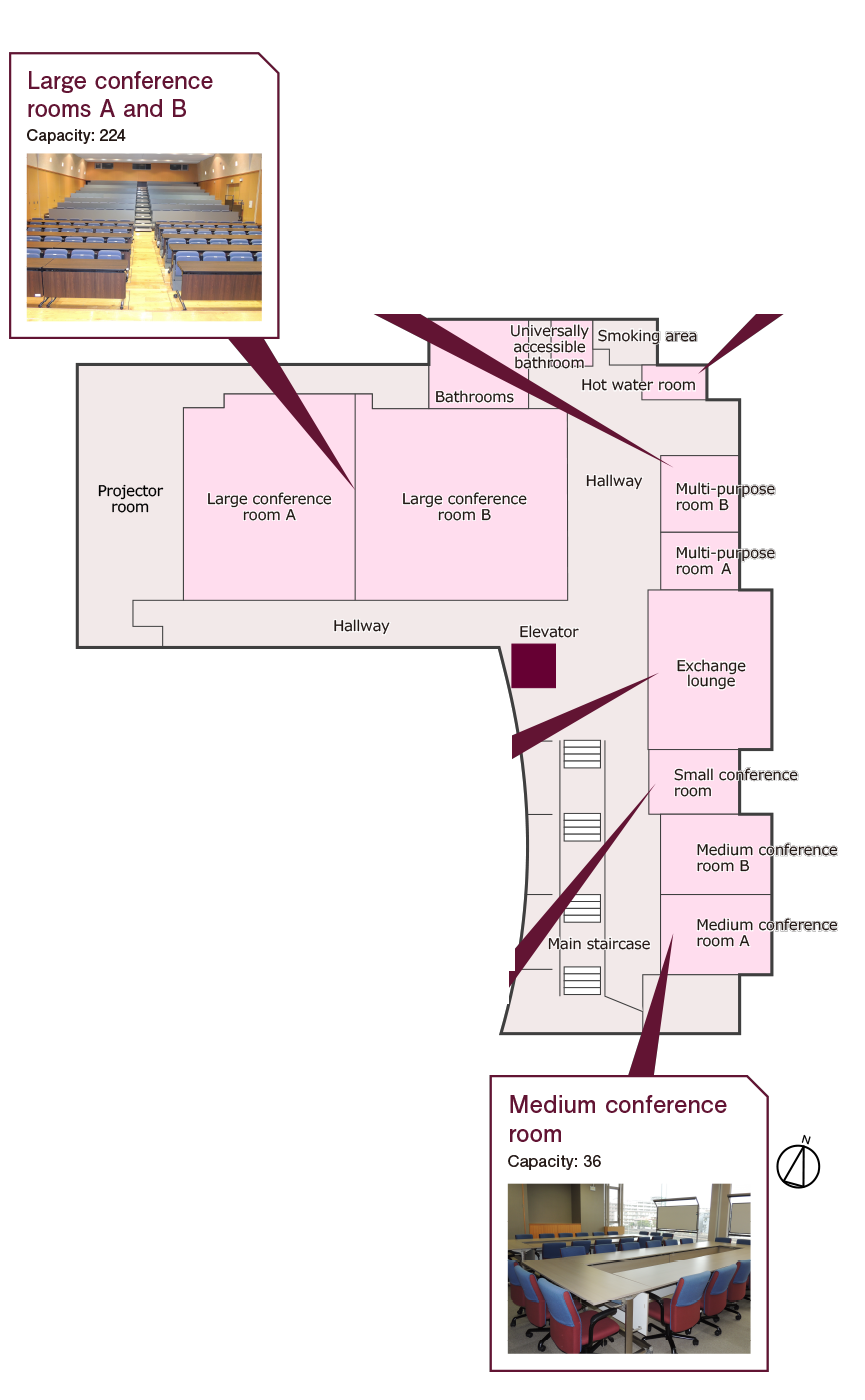 Large conference
rooms A and B
Capacity: 224
Universally
accessible
bathroom
Smoking area
Bathrooms
Hot water room
Projector
room
Large conference
room A
Large conference
room B
Hallway
Multi-purpose
room B
Multi-purpose
room A
Hallway
Elevator
Exchange
lounge
Small conference
room
Medium conference
room B
Medium conference
room A
Main staircase
Medium conference
room
Capacity: 36
N